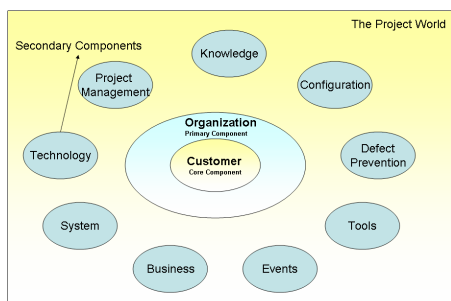 The Project World
Secondary Components
Knowledge
Project
Management
Configuration
Organization
Primary Component
Technology
Customer
Core Component
Defect
Prevention
System
Tools
Business
Events